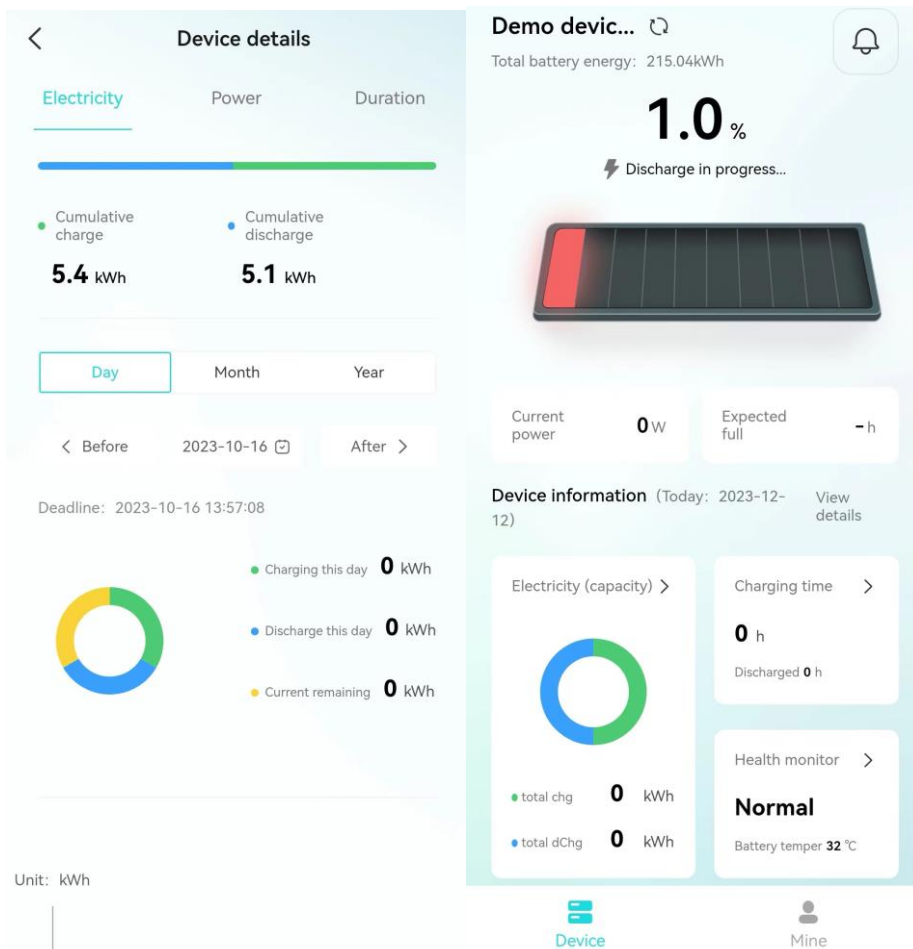 Device details
Electricity Power Duration
Cumulative
charge
5.4 kWh
Cumulative
discharge
5.1 kWh
Day Month Year
< Before 2023-10-16 After >
Deadline: 2023-10-16 13:57:08
Charging this day 0 kWh
Discharge this day 0 kWh
Current remaining 0 kWh
Unit: kWh
Demo devic...
Total battery energy: 215.04kWh
1.0 %
Discharge in progress...
Current
power
0 W
Expected
full
- h
Device information (Today: 2023-12-
12)
View
details
Electricity (capacity) >
total chg 0 kWh
total dChg 0 kWh
Charging time >
0 h
Discharged 0 h
Health monitor >
Normal
Battery temper 32 ℃
Device Mine